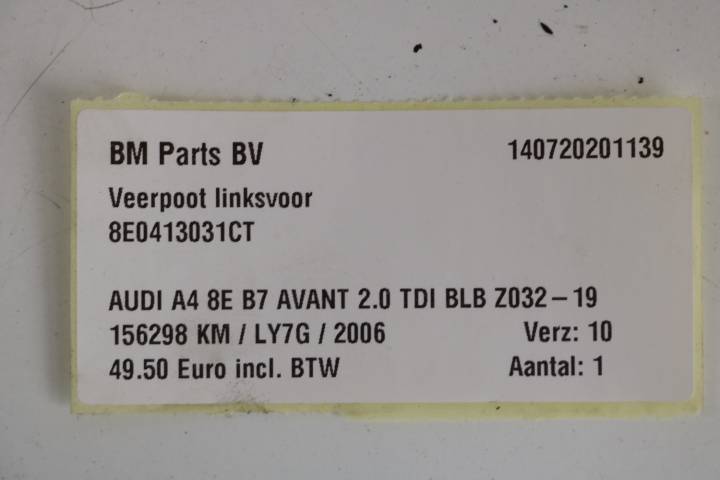 BM Parts BV 140720201139
Veerpoot linksvoor
8E0413031CT
AUDI A4 8E B7 AVANT 2.0 TDI BLB Z032-19
156298 KM / LY7G / 2006 Verz: 10
49.50 Euro incl. BTW Aantal: 1